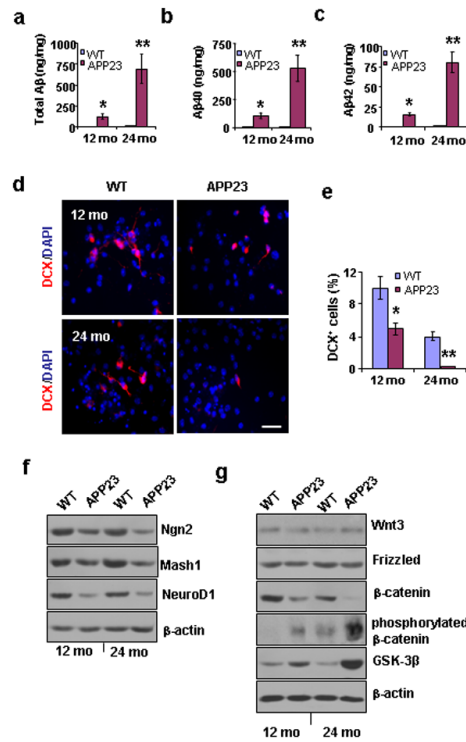 a
Total Aβ (ng/mg)
1000
750
500
250
0
WT
APP23
*
**
12 mo 24 mo
b
Aβ40 (ng/mg)
750
500
250
0
WT
APP23
*
**
12 mo 24 mo
c
Aβ42 (ng/mg)
100
75
50
25
0
WT
APP23
*
**
12 mo 24 mo
d
WT APP23
DCX/DAPI
12 mo
DCX/DAPI
24 mo
e
DCX⁺ cells (%)
12
8
4
0
WT
APP23
*
**
12 mo 24 mo
f
WT APP23 WT APP23
Ngn2
Mash1
NeuroD1
β-actin
12 mo 24 mo
g
WT APP23 WT APP23
Wnt3
Frizzled
β-catenin
phosphorylated
β-catenin
GSK-3β
β-actin
12 mo 24 mo